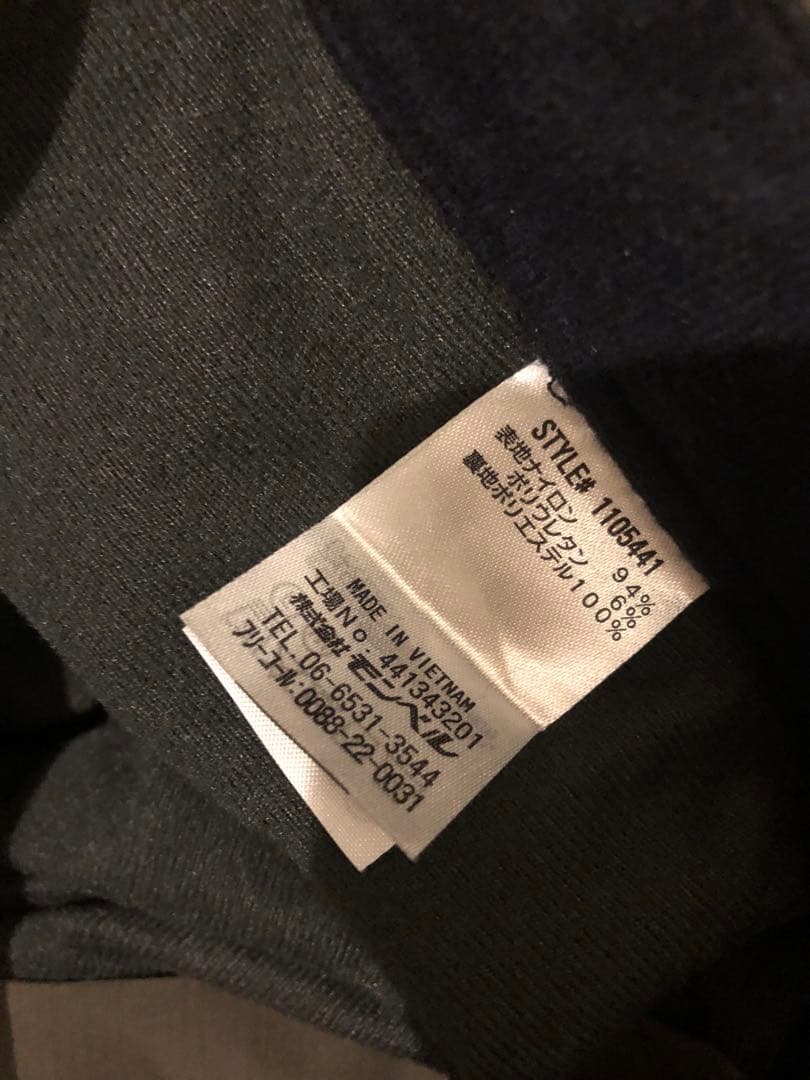 STYLE# 1105441
表地ナイロン 94%
ポリウレタン 6%
裏地ポリエステル100%
MADE IN VIETNAM
工場No:441343201
株式会社モンベル
TEL.06-6531-3544
フリーコール:0088-22-0031